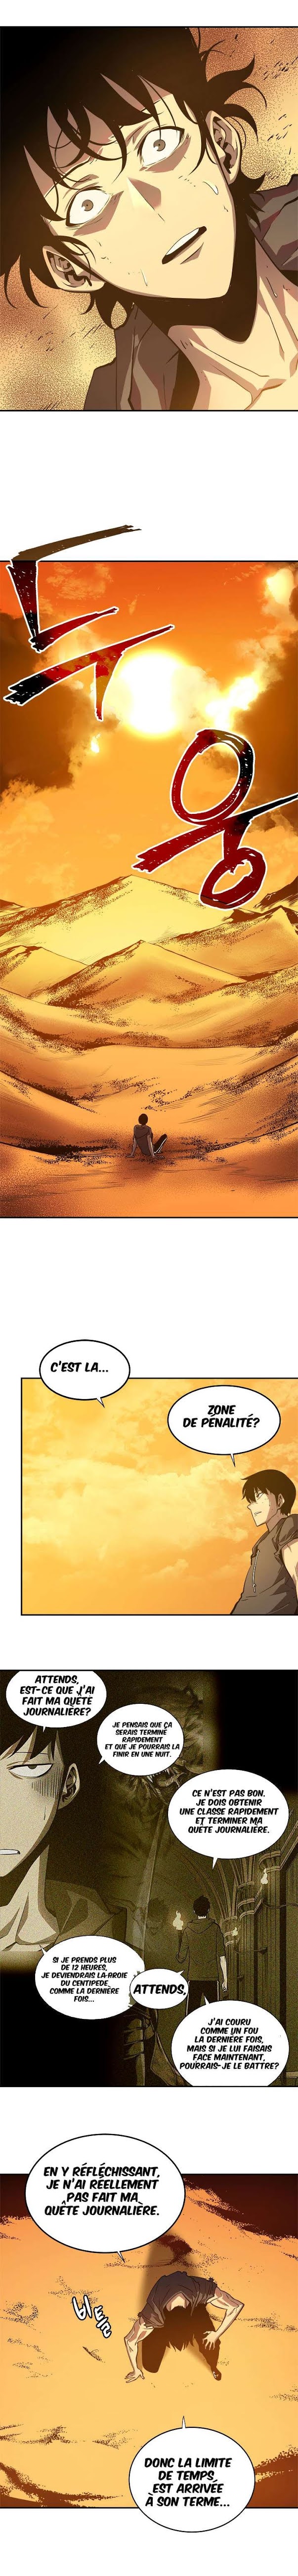 두
웅
C'EST LA...
ZONE
DE PÉNALITÉ?
ATTENDS,
EST-CE QUE J'AI
FAIT MA QUÊTE
JOURNALIÈRE?
JE PENSAIS QUE ÇA
SERAIS TERMINÉ
RAPIDEMENT
ET QUE JE POURRAIS LA
FINIR EN UNE NUIT.
CE N'EST PAS BON.
JE DOIS OBTENIR
UNE CLASSE RAPIDEMENT
ET TERMINER MA
QUÊTE JOURNALIÈRE.
SI JE PRENDS PLUS
DE 12 HEURES,
JE DEVIENDRAIS LA PROIE
DU CENTIPEDE,
COMME LA DERNIÈRE
FOIS...
ATTENDS,
J'AI COURU
COMME UN FOU
LA DERNIÈRE FOIS,
MAIS SI JE LUI FAISAIS
FACE MAINTENANT,
POURRAIS-JE LE BATTRE?
EN Y RÉFLÉCHISSANT,
JE N'AI RÉELLEMENT
PAS FAIT MA
QUÊTE JOURNALIÈRE.
DONC LA LIMITE
DE TEMPS
EST ARRIVÉE
À SON TERME...